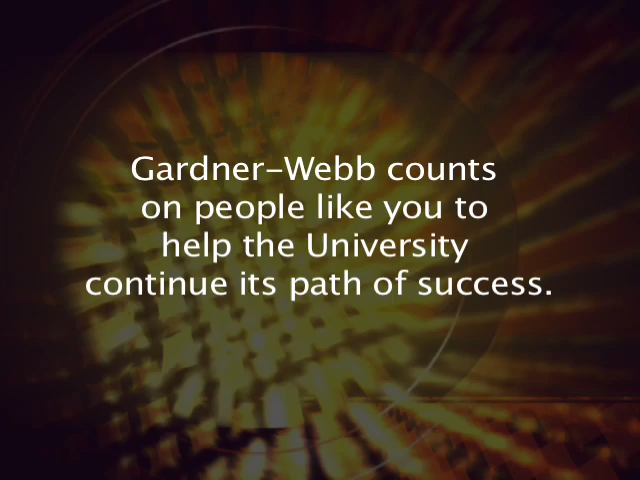 Gardner-Webb counts
on people like you to
help the University
continue its path of success.